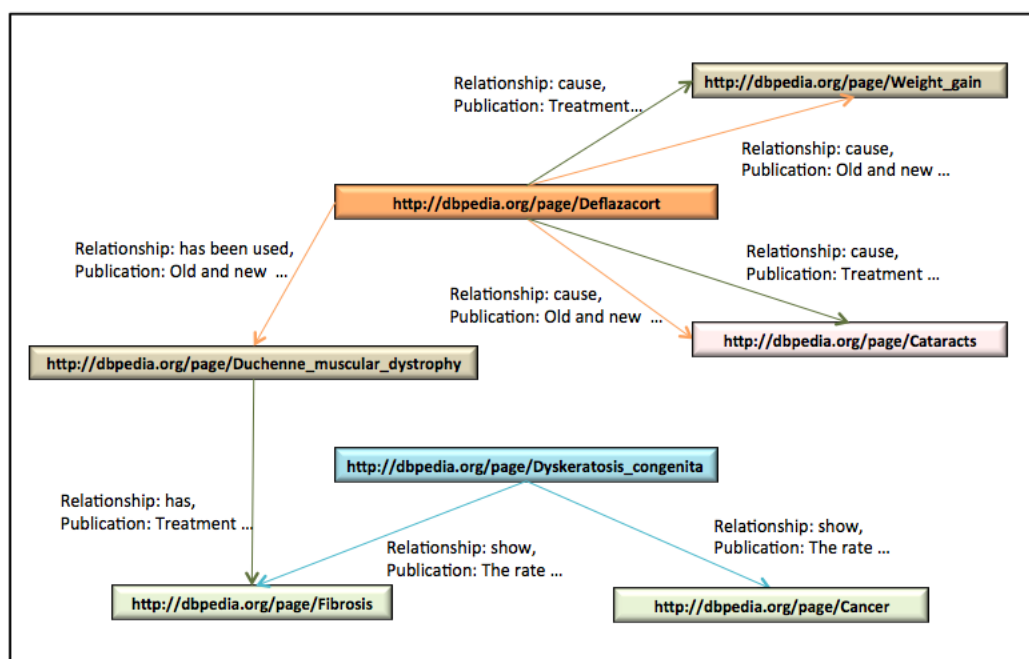 http://dbpedia.org/page/Weight_gain
Relationship: cause,
Publication: Treatment...
Relationship: cause,
Publication: Old and new ...
http://dbpedia.org/page/Deflazacort
Relationship: has been used,
Publication: Old and new ...
Relationship: cause,
Publication: Treatment ...
Relationship: cause,
Publication: Old and new ...
http://dbpedia.org/page/Cataracts
http://dbpedia.org/page/Duchenne_muscular_dystrophy
http://dbpedia.org/page/Dyskeratosis_congenita
Relationship: has,
Publication: Treatment ...
Relationship: show,
Publication: The rate ...
Relationship: show,
Publication: The rate ...
http://dbpedia.org/page/Fibrosis
http://dbpedia.org/page/Cancer